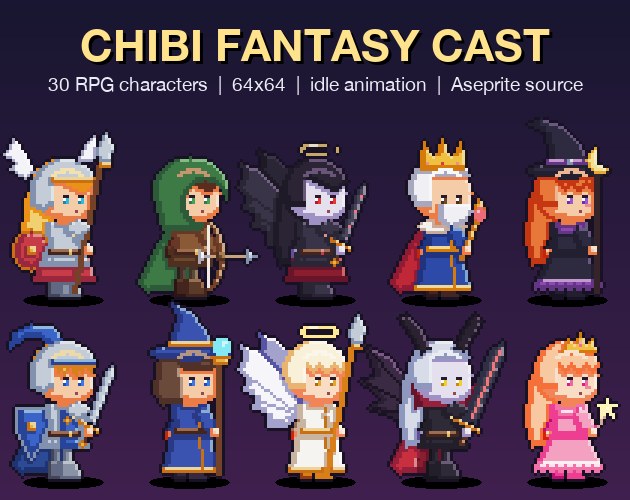 CHIBI FANTASY CAST
30 RPG characters | 64x64 | idle animation | Aseprite source